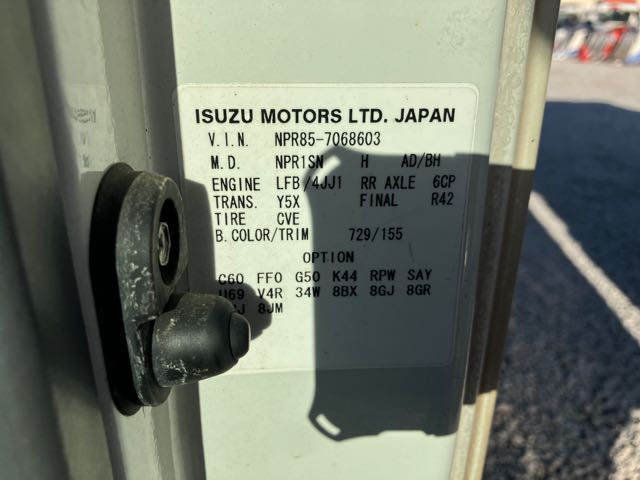 ISUZU MOTORS LTD. JAPAN
V.I.N. NPR85-7068603
M.D. NPR1SN H AD/BH
ENGINE LFB/4JJ1 RR AXLE 6CP
TRANS. Y5X FINAL R42
TIRE CVE
B.COLOR/TRIM 729/155
OPTION
C60 FF0 G50 K44 RPW SAY
V4R 34W 8BX 8GJ 8GR
8JM